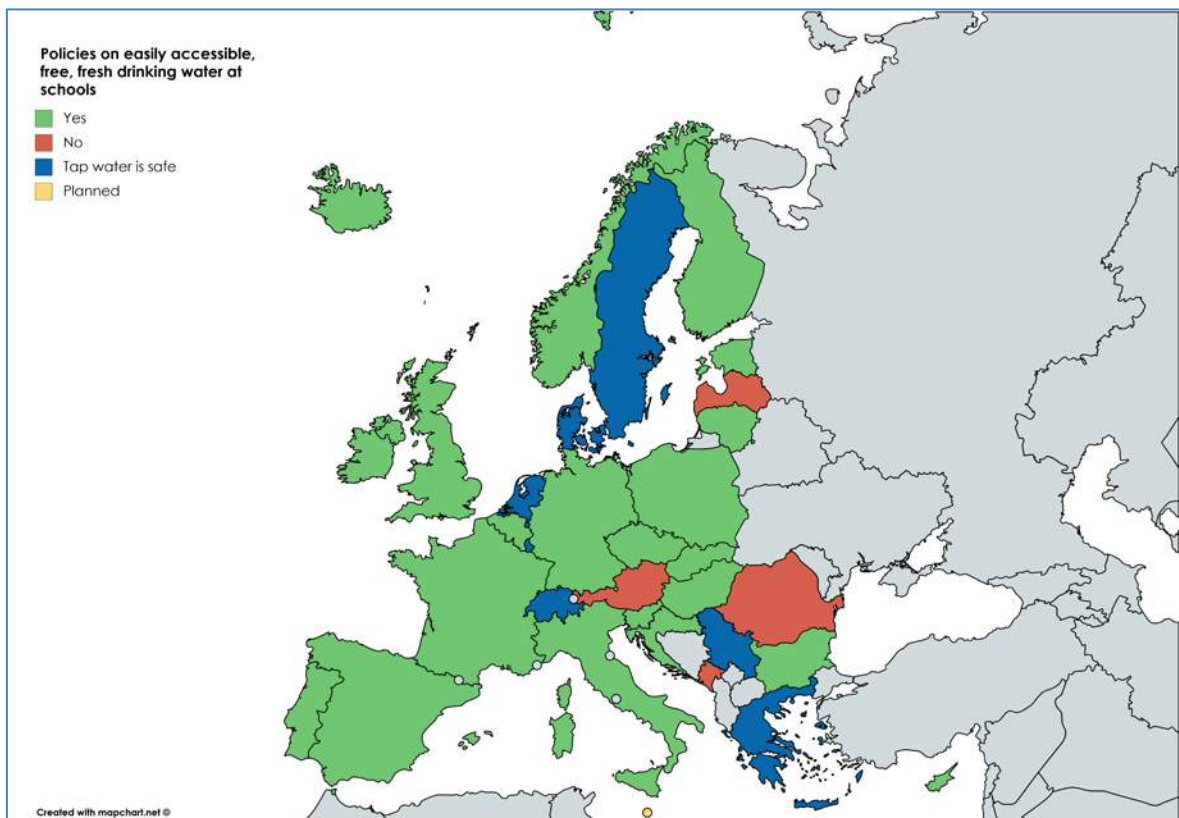 Policies on easily accessible,
free, fresh drinking water at
schools
Yes
No
Tap water is safe
Planned
Created with mapchart.net ©